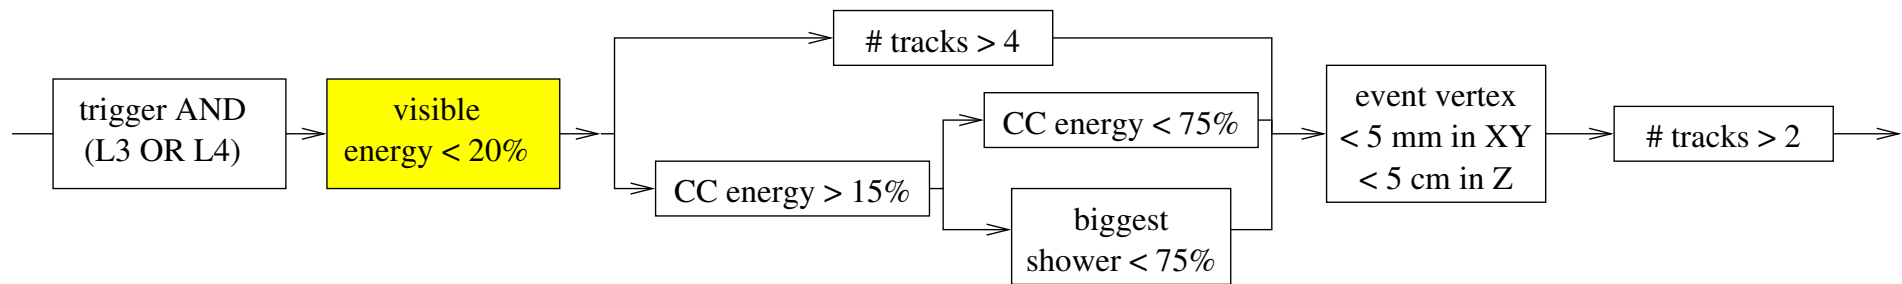 trigger AND
(L3 OR L4)
visible
energy < 20%
# tracks > 4
CC energy > 15%
CC energy < 75%
biggest
shower < 75%
event vertex
< 5 mm in XY
< 5 cm in Z
# tracks > 2